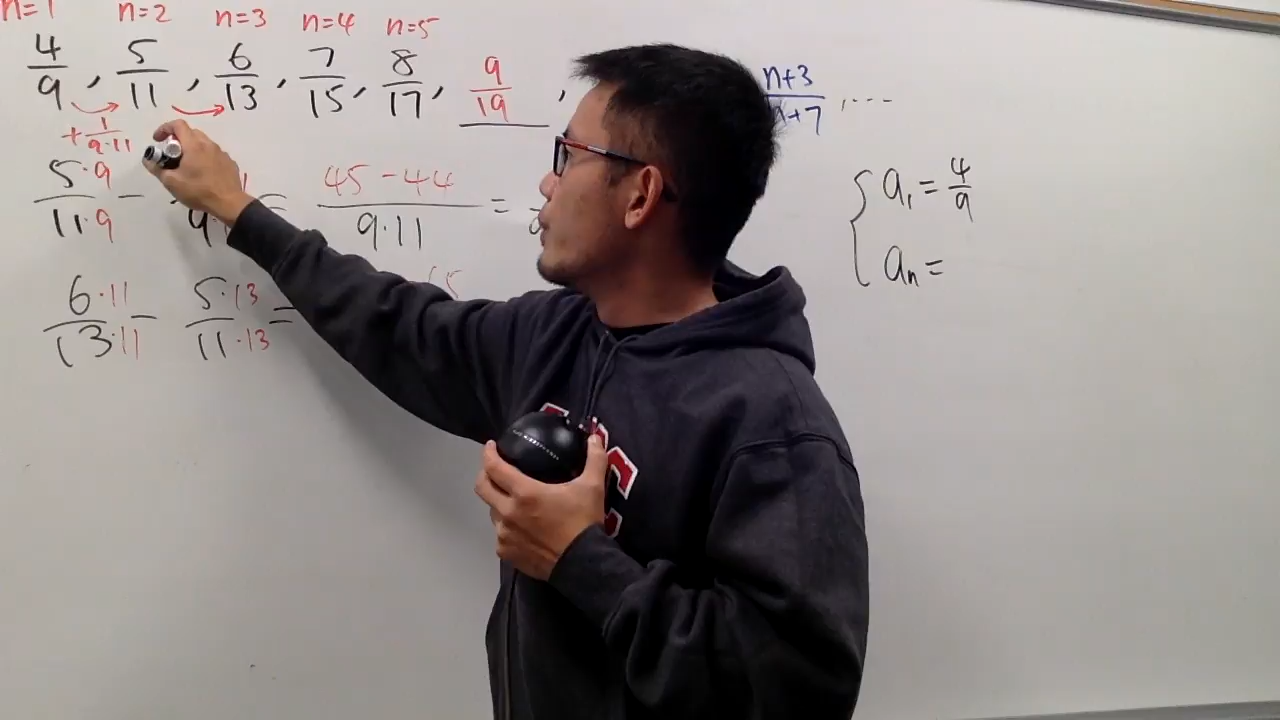 n=1 n=2 n=3 n=4 n=5
4/9, 5/11, 6/13, 7/15, 8/17, 9/19, n+3/+7, ...
+1/9·11
5·9/11·9 - = 45-44/9·11 =
6·11/13·11 - 5·13/11·13 =
a₁ = 4/9
aₙ =